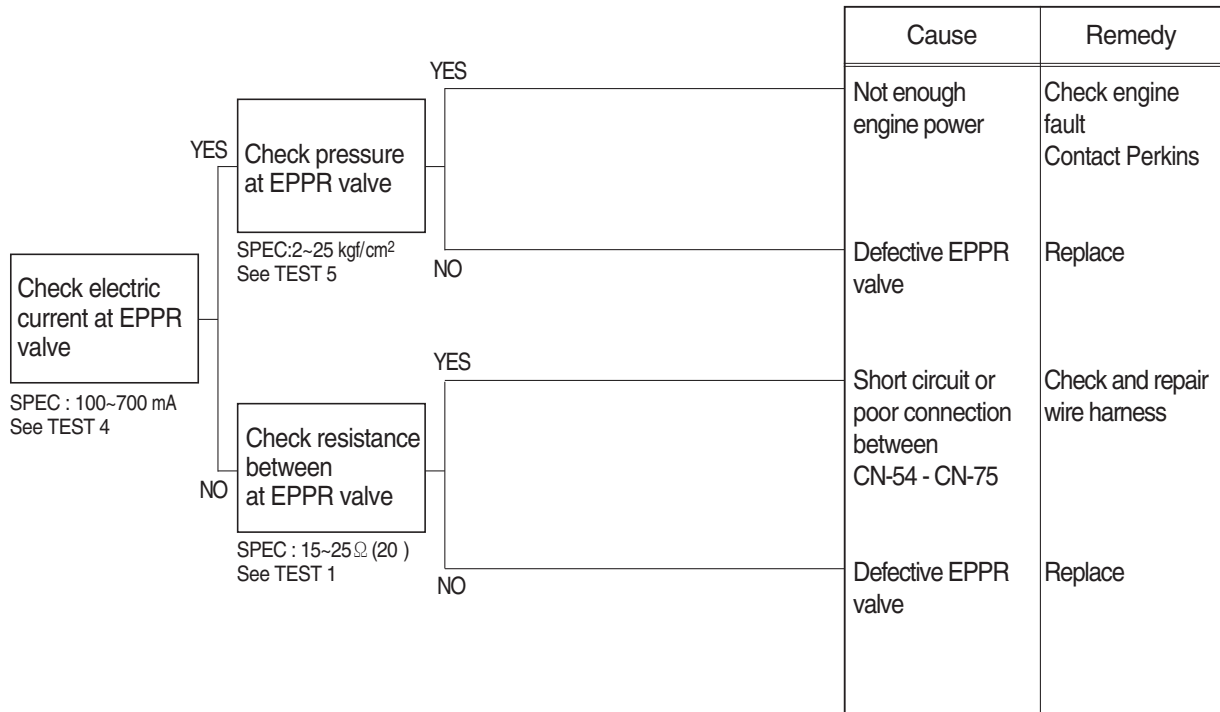 Cause
Remedy
YES
Not enough
engine power
Check engine
fault
Contact Perkins
YES
Check pressure
at EPPR valve
SPEC:2~25 kgf/cm²
See TEST 5
NO
Defective EPPR
valve
Replace
Check electric
current at EPPR
valve
SPEC : 100~700 mA
See TEST 4
YES
Short circuit or
poor connection
between
CN-54 - CN-75
Check and repair
wire harness
NO
Check resistance
between
at EPPR valve
SPEC : 15~25Ω (20 )
See TEST 1
NO
Defective EPPR
valve
Replace